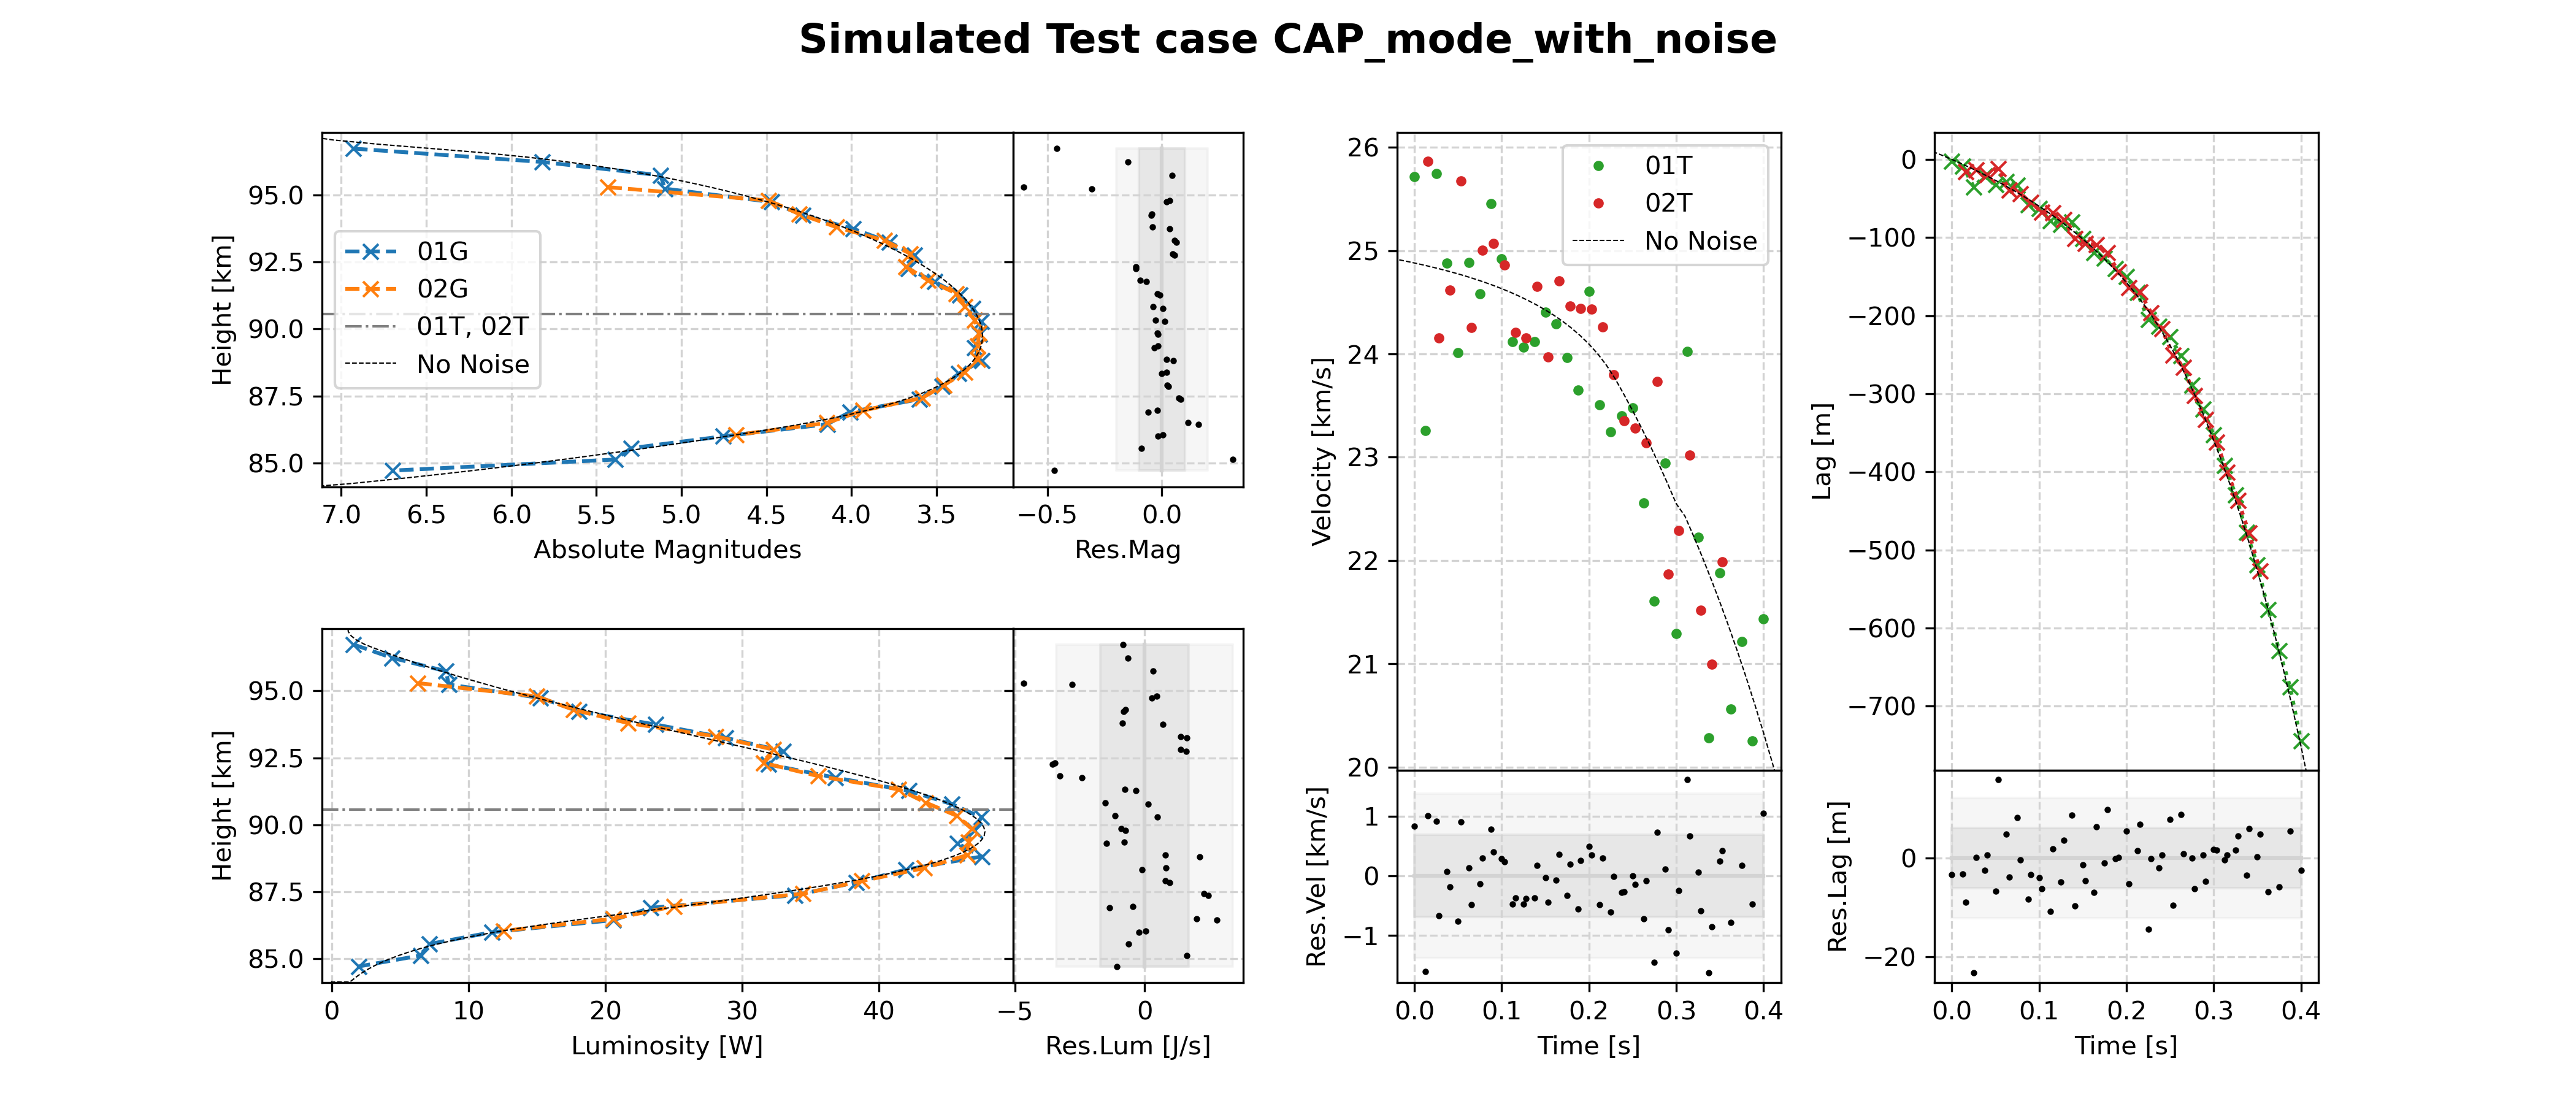 Simulated Test case CAP_mode_with_noise
Height [km]
95.0
92.5
90.0
87.5
85.0
01G
02G
01T, 02T
No Noise
7.0 6.5 6.0 5.5 5.0 4.5 4.0 3.5
Absolute Magnitudes
−0.5 0.0
Res.Mag
Height [km]
95.0
92.5
90.0
87.5
85.0
0 10 20 30 40
Luminosity [W]
−5 0
Res.Lum [J/s]
Velocity [km/s]
26
25
24
23
22
21
20
01T
02T
No Noise
Res.Vel [km/s]
1
0
−1
0.0 0.1 0.2 0.3 0.4
Time [s]
Lag [m]
0
−100
−200
−300
−400
−500
−600
−700
Res.Lag [m]
0
−20
0.0 0.1 0.2 0.3 0.4
Time [s]